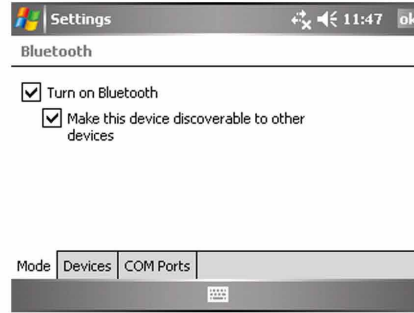 Settings 11:47 ok
Bluetooth
Turn on Bluetooth
Make this device discoverable to other
devices
Mode Devices COM Ports